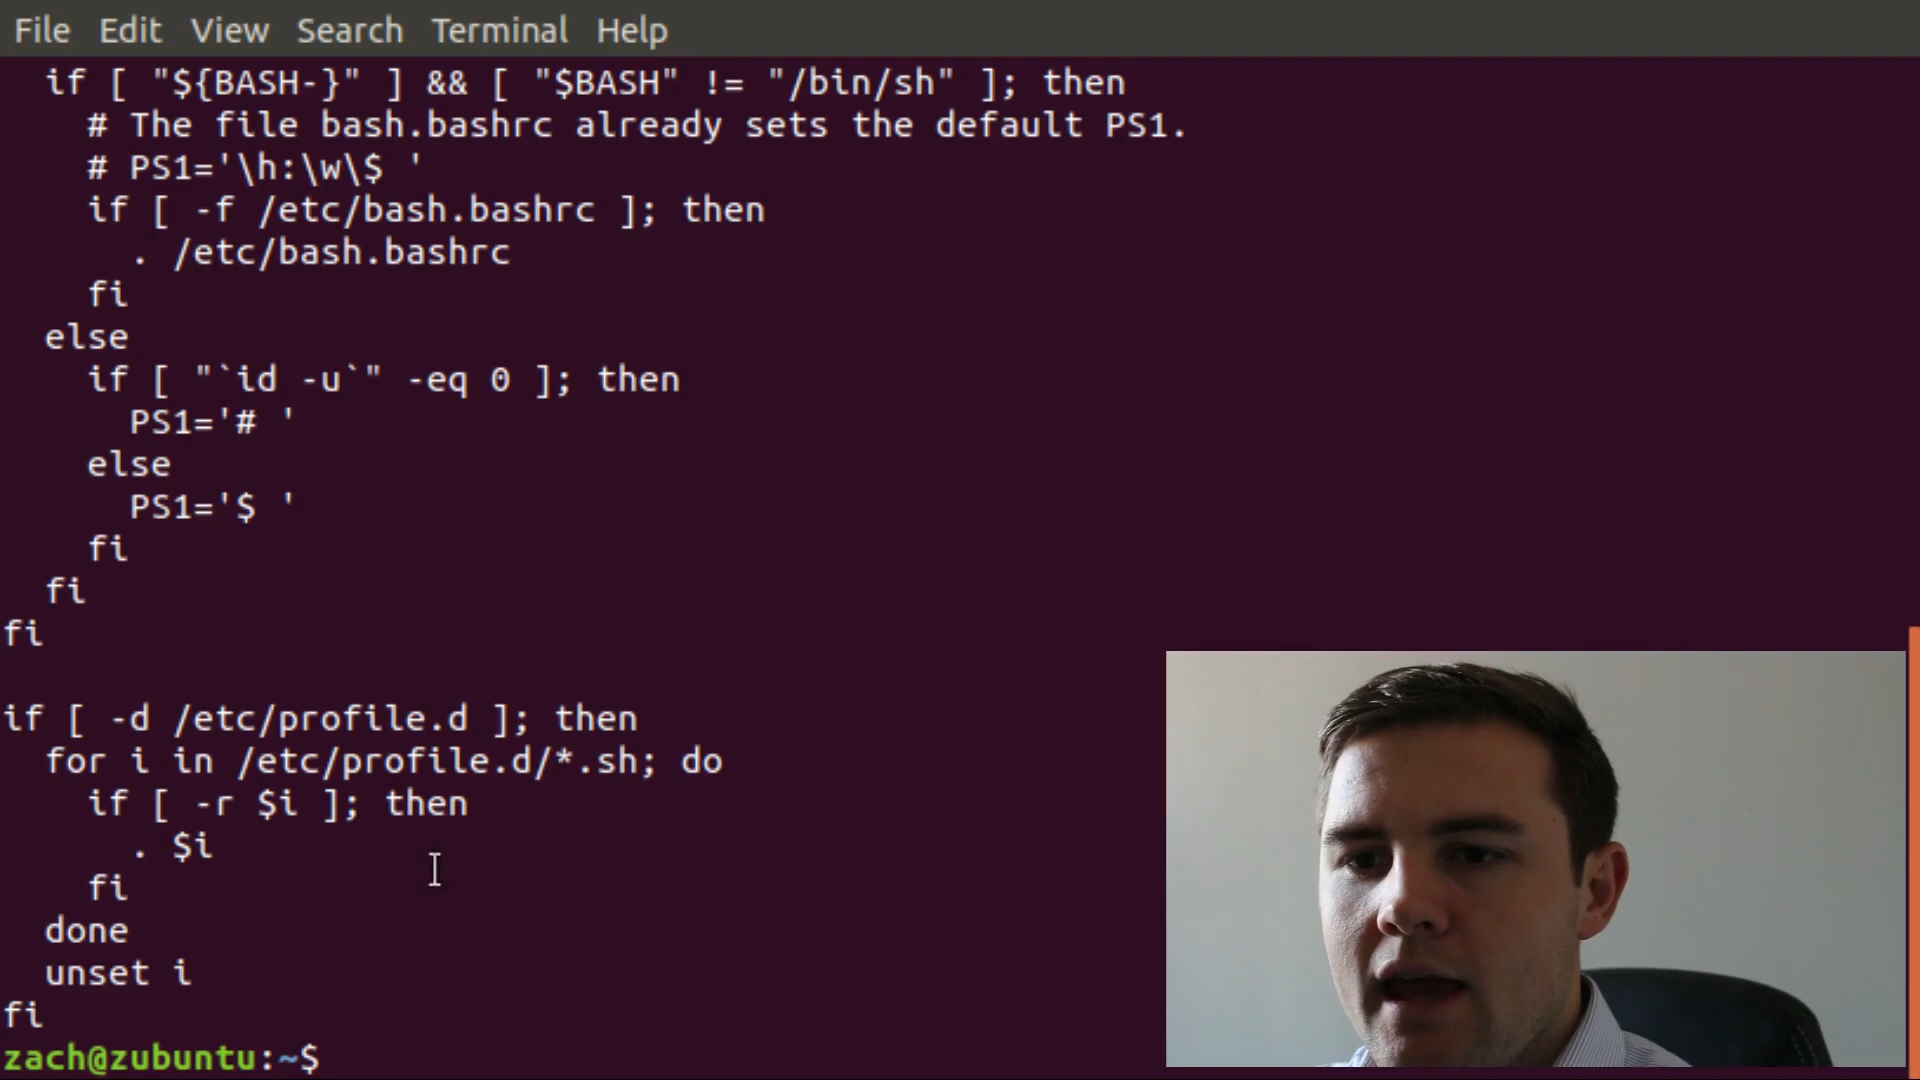 File Edit View Search Terminal Help
if [ "${BASH-}" ] && [ "$BASH" != "/bin/sh" ]; then
# The file bash.bashrc already sets the default PS1.
# PS1='\h:\w\$ '
if [ -f /etc/bash.bashrc ]; then
. /etc/bash.bashrc
fi
else
if [ "`id -u`" -eq 0 ]; then
PS1='# '
else
PS1='$ '
fi
fi
fi
if [ -d /etc/profile.d ]; then
for i in /etc/profile.d/*.sh; do
if [ -r $i ]; then
. $i
fi
done
unset i
fi
zach@zubuntu:~$